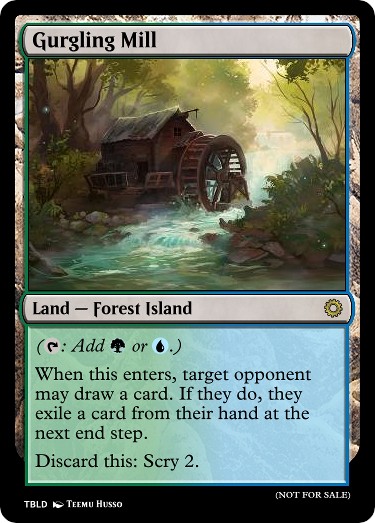 Gurgling Mill
Land — Forest Island
(: Add or .)
When this enters, target opponent
may draw a card. If they do, they
exile a card from their hand at the
next end step.
Discard this: Scry 2.
TBLD Teemu Husso
(NOT FOR SALE)